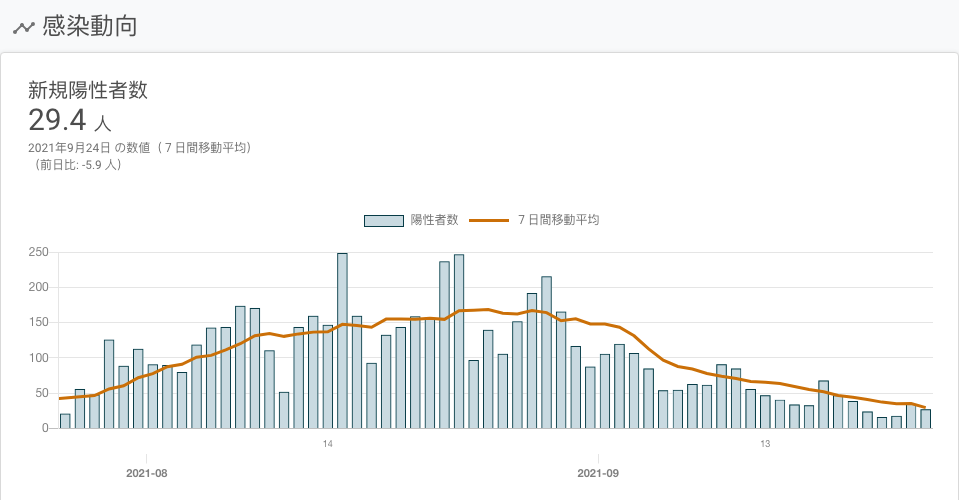 感染動向
新規陽性者数
29.4 人
2021年9月24日 の数値（７日間移動平均）
（前日比: -5.9 人）
陽性者数 ７日間移動平均
250
200
150
100
50
0
14 13
2021-08 2021-09